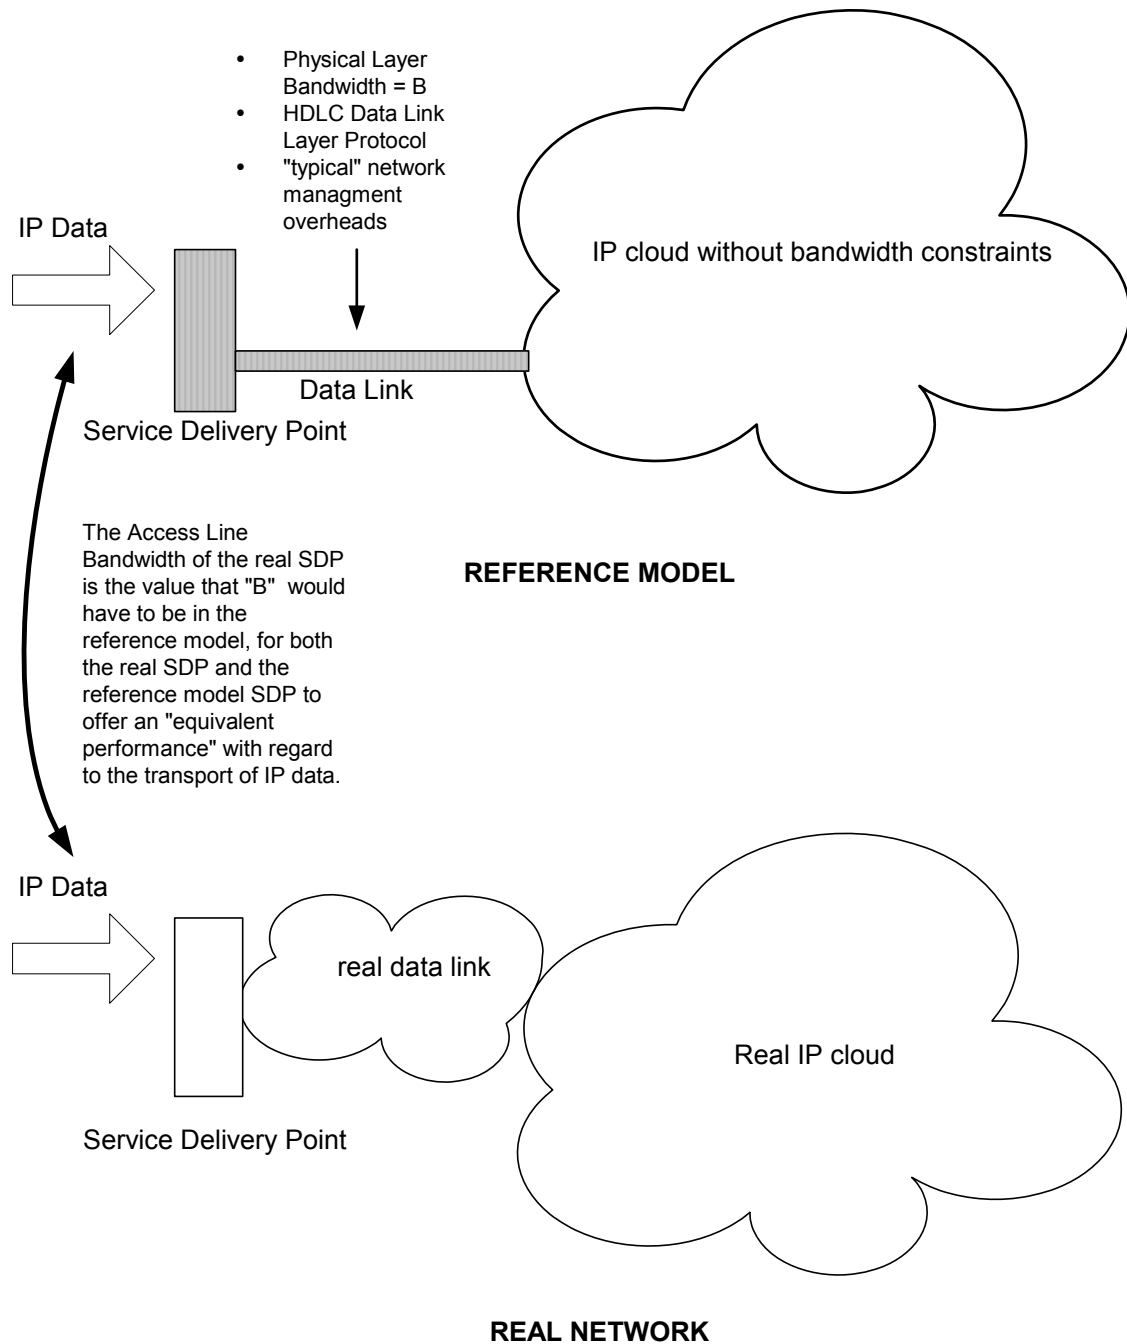 • Physical Layer
Bandwidth = B
• HDLC Data Link
Layer Protocol
• "typical" network
managment
overheads
IP Data
IP cloud without bandwidth constraints
Data Link
Service Delivery Point
The Access Line
Bandwidth of the real SDP
is the value that "B" would
have to be in the
reference model, for both
the real SDP and the
reference model SDP to
offer an "equivalent
performance" with regard
to the transport of IP data.
REFERENCE MODEL
IP Data
real data link
Real IP cloud
Service Delivery Point
REAL NETWORK